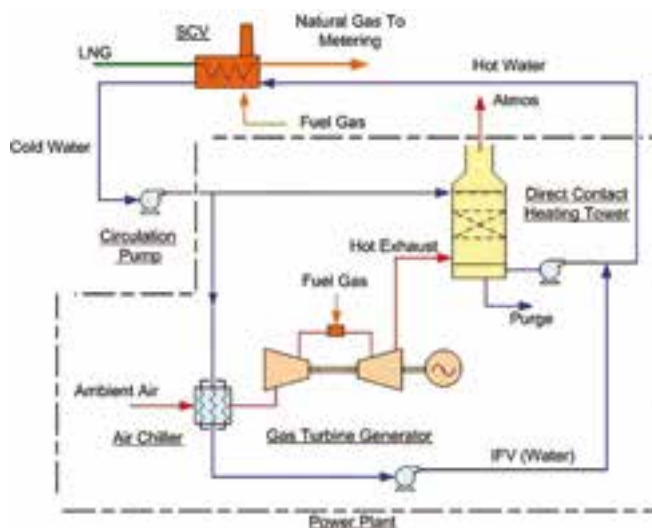 SCV
Natural Gas To
Metering
LNG
Hot Water
Fuel Gas
Atmos
Cold Water
Direct Contact
Heating Tower
Circulation
Pump
Hot Exhaust
Fuel Gas
Purge
Ambient Air
Air Chiller
Gas Turbine Generator
IFV (Water)
Power Plant